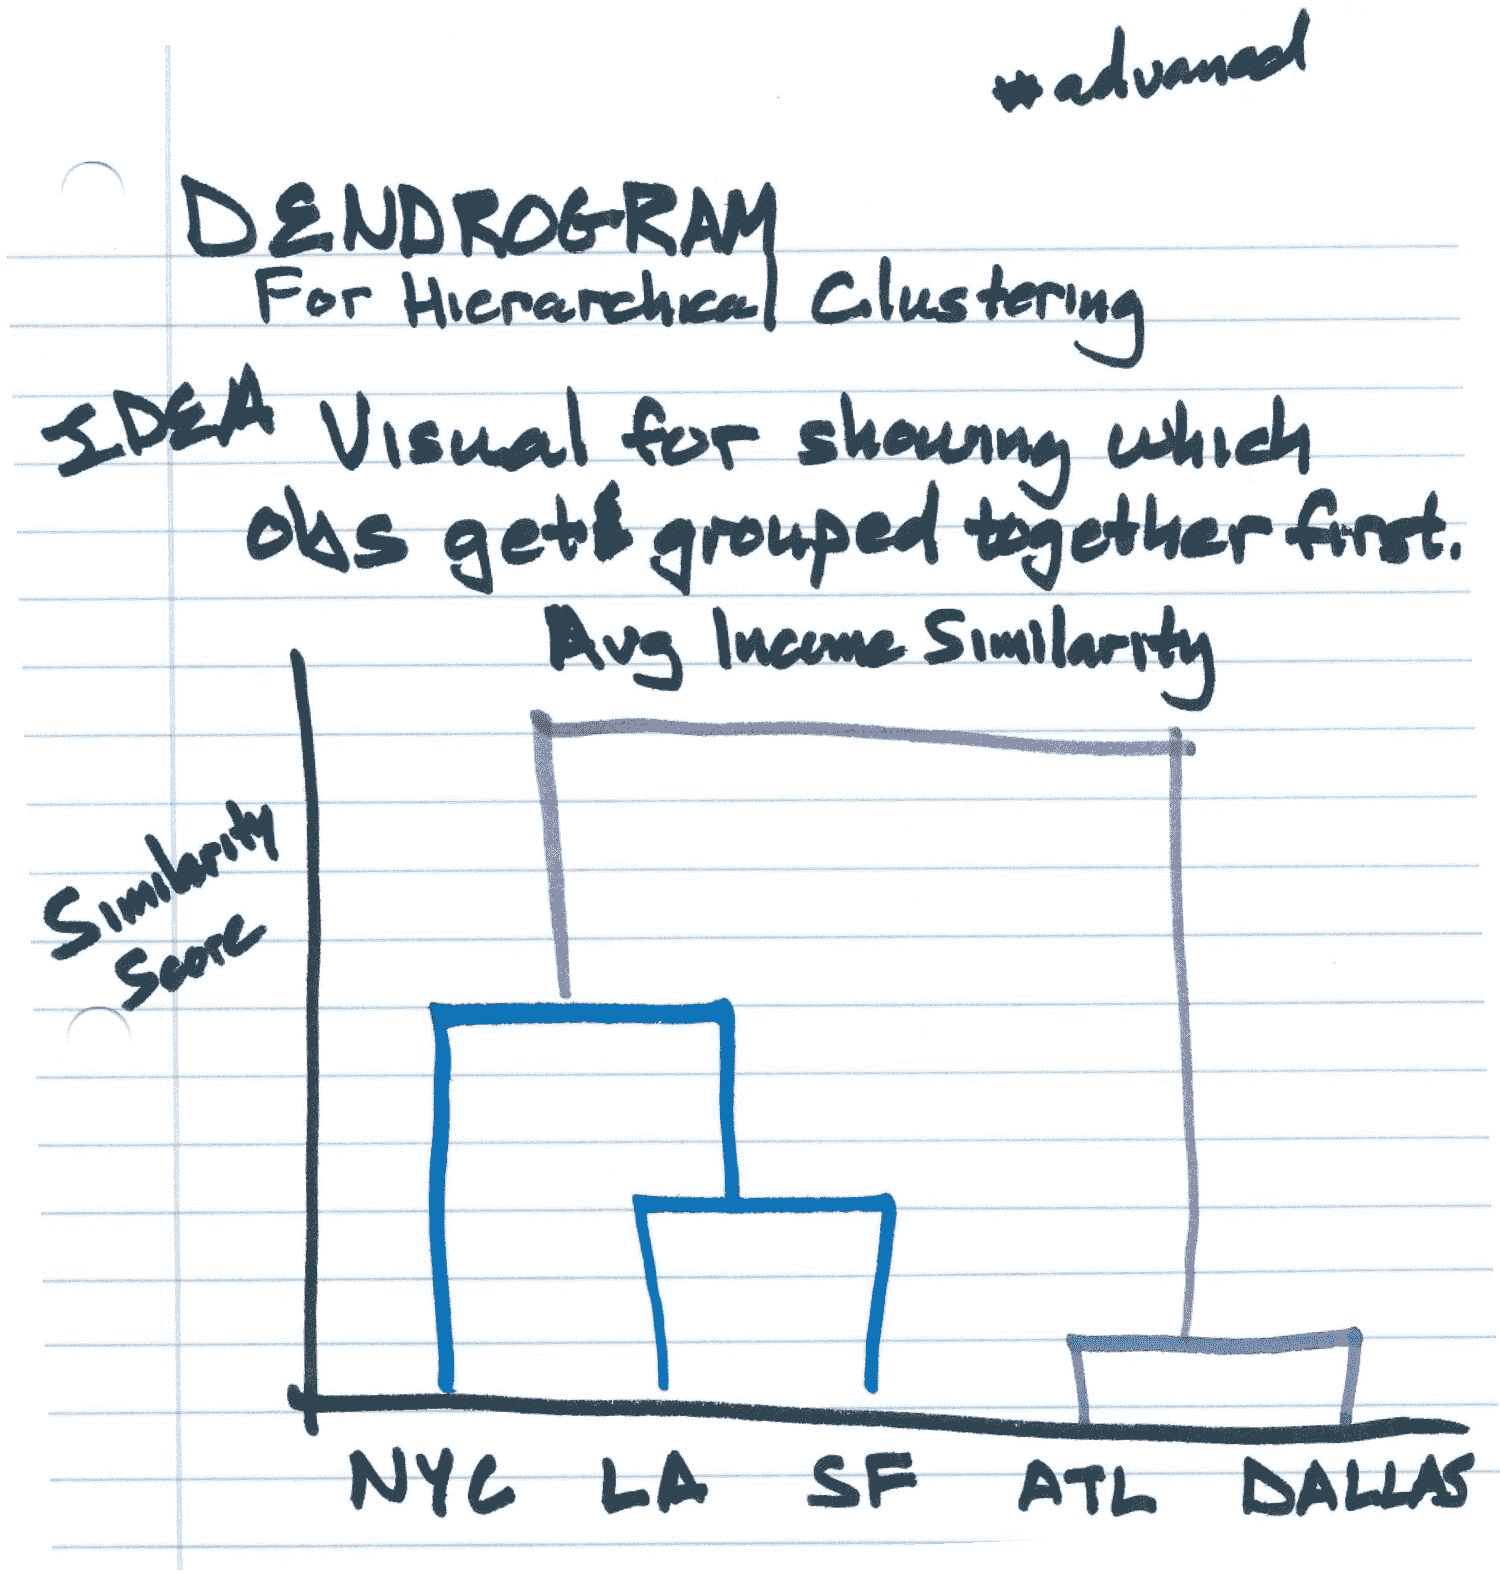 #advanced
DENDROGRAM
For Hierarchical Clustering
IDEA Visual for showing which
obs get grouped together first.
Avg Income Similarity
Similarity
Score
NYC LA SF ATL DALLAS